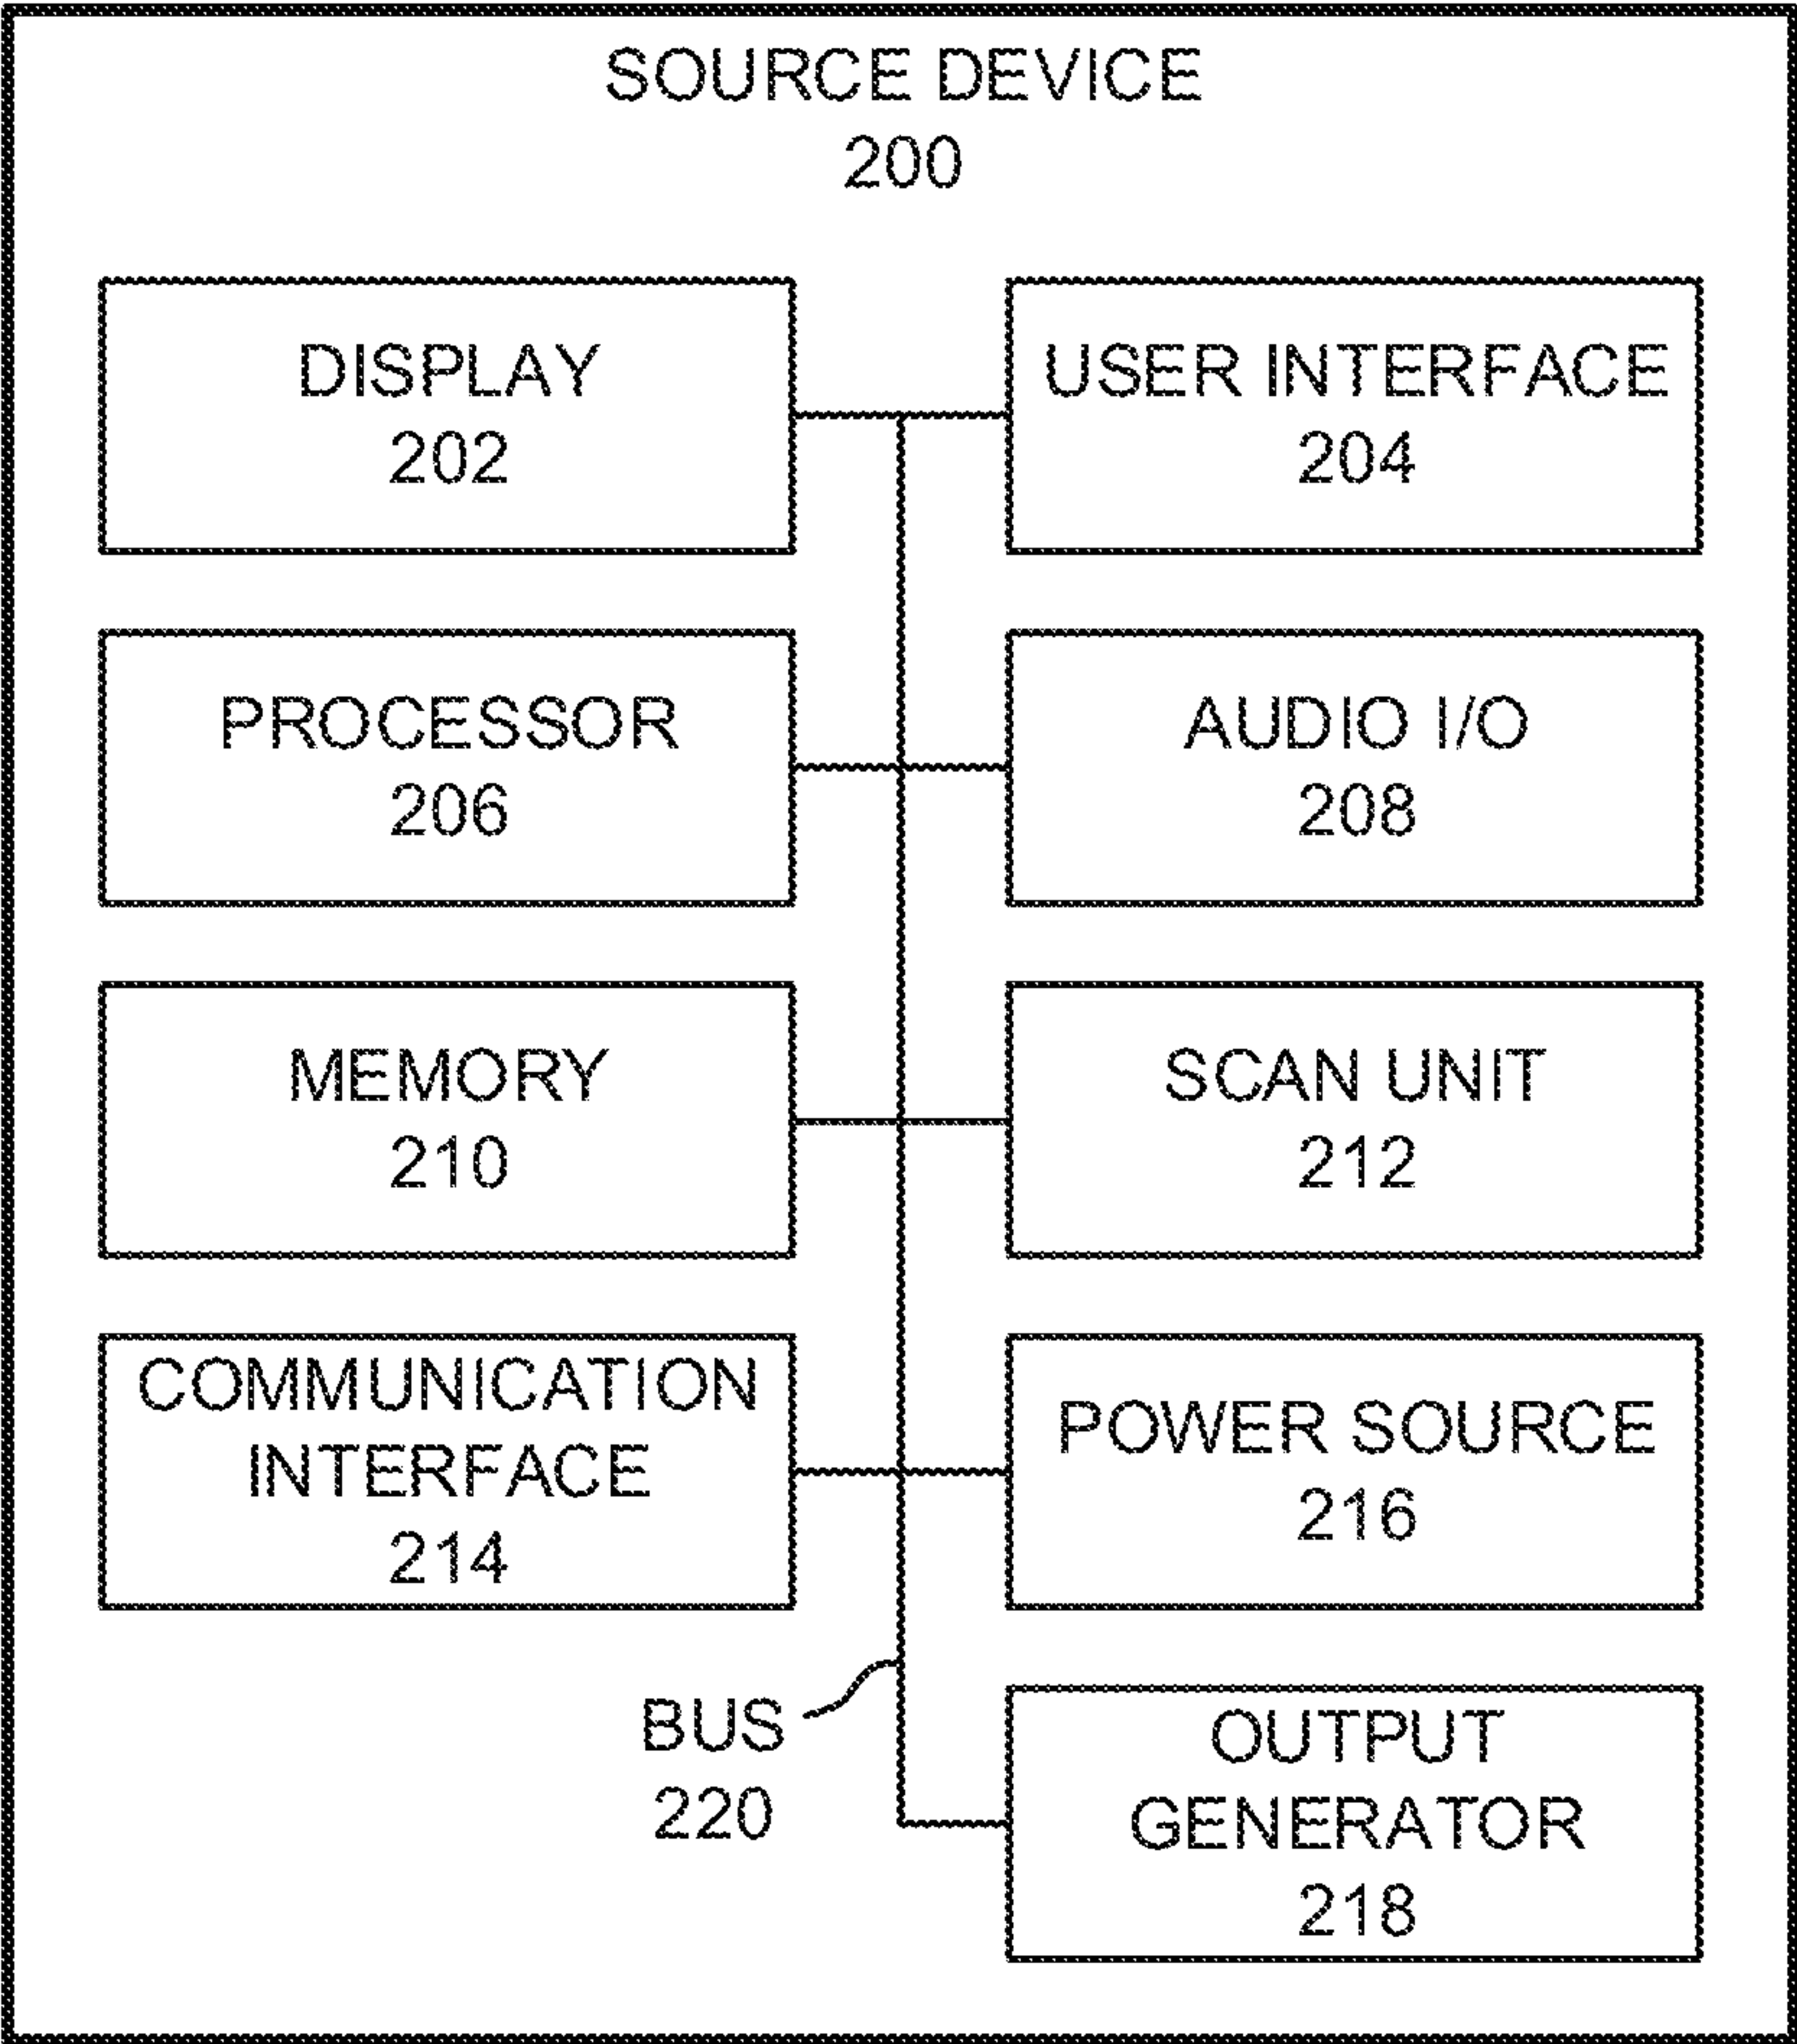 SOURCE DEVICE
200
DISPLAY
202
USER INTERFACE
204
PROCESSOR
206
AUDIO I/O
208
MEMORY
210
SCAN UNIT
212
COMMUNICATION
INTERFACE
214
POWER SOURCE
216
BUS
220
OUTPUT
GENERATOR
218